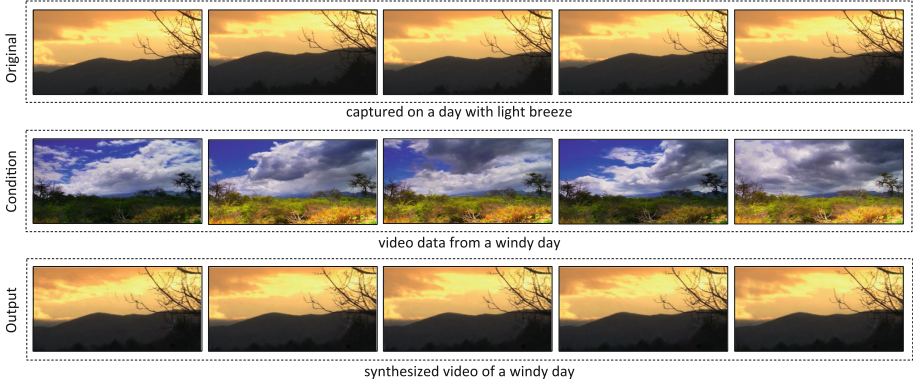 Original
captured on a day with light breeze
Condition
video data from a windy day
Output
synthesized video of a windy day